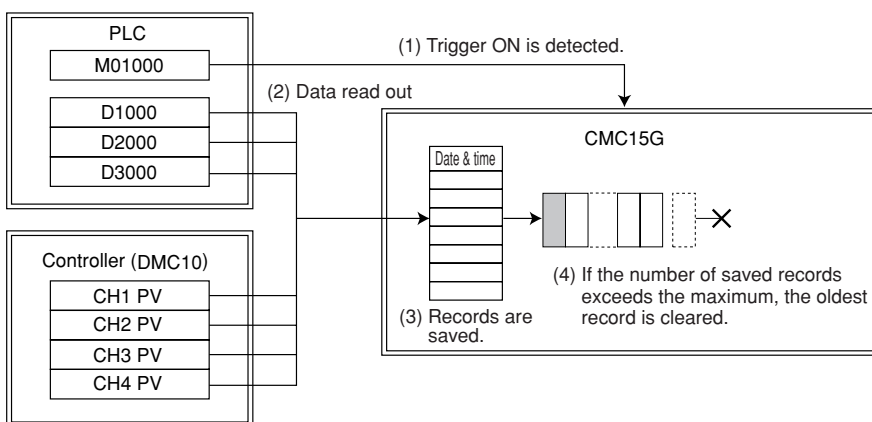 PLC
M01000
(1) Trigger ON is detected.
(2) Data read out
D1000
D2000
D3000
CMC15G
Date & time
Controller (DMC10)
CH1 PV
CH2 PV
CH3 PV
CH4 PV
(3) Records are
saved.
(4) If the number of saved records
exceeds the maximum, the oldest
record is cleared.